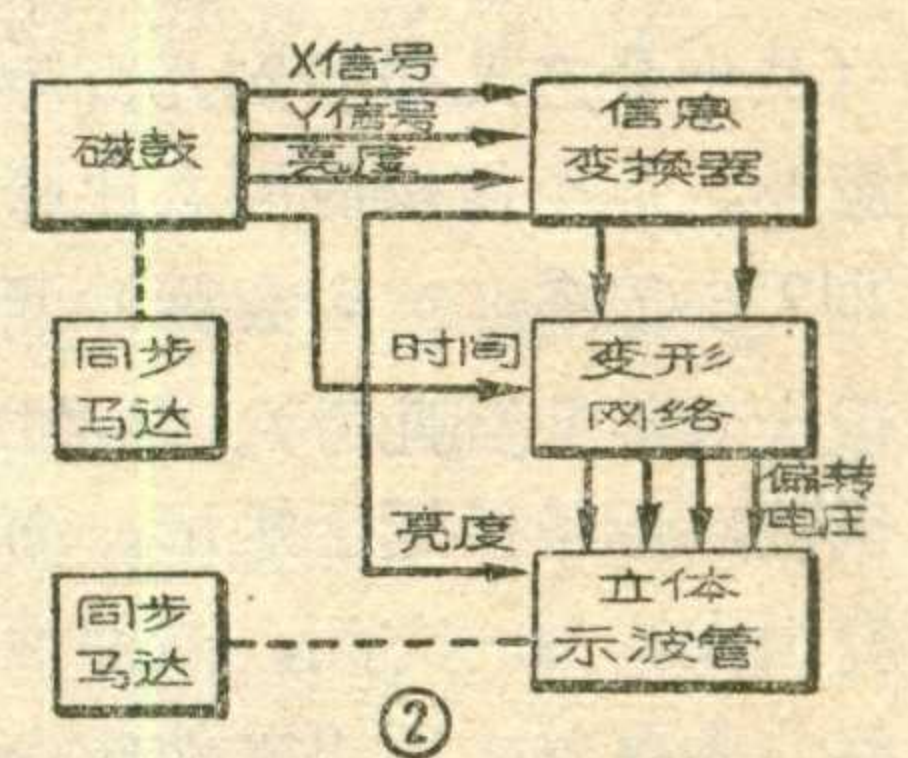 X信号
Y信号
亮度
磁鼓
信息
变换器
同步
马达
时间
变形
网络
偏转
电压
亮度
立体
示波管
同步
马达
②